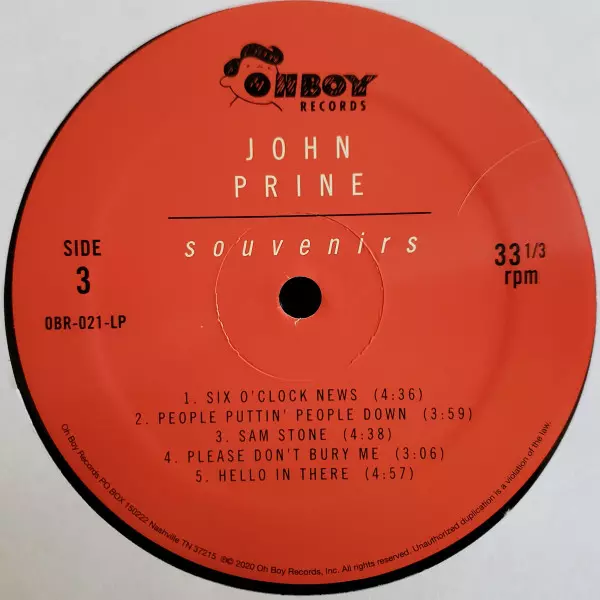 OH BOY
RECORDS
JOHN
PRINE
souvenirs
SIDE
3
OBR-021-LP
33 1/3
rpm
1. SIX O'CLOCK NEWS (4:36)
2. PEOPLE PUTTIN' PEOPLE DOWN (3:59)
3. SAM STONE (4:38)
4. PLEASE DON'T BURY ME (3:06)
5. HELLO IN THERE (4:57)
Oh Boy Records PO BOX 150222 Nashville TN 37215 ℗© 2020 Oh Boy Records, Inc. All rights reserved. Unauthorized duplication is a violation of the law.